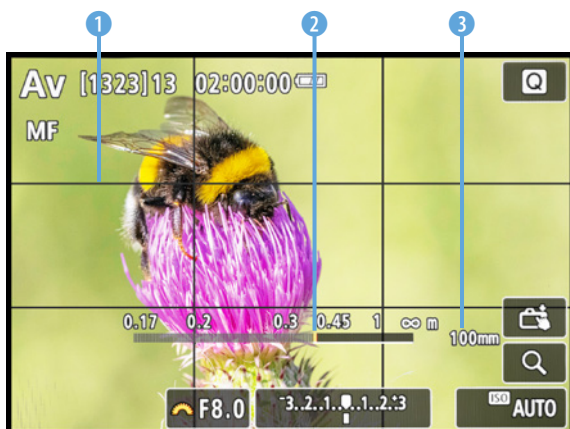 1 2 3
Av [1323]13 02:00:00 Q
MF
0.17 0.2 0.3 0.45 1 ∞ m
100mm
F8.0 -3..2..1..0..1..2..+3 ISO AUTO